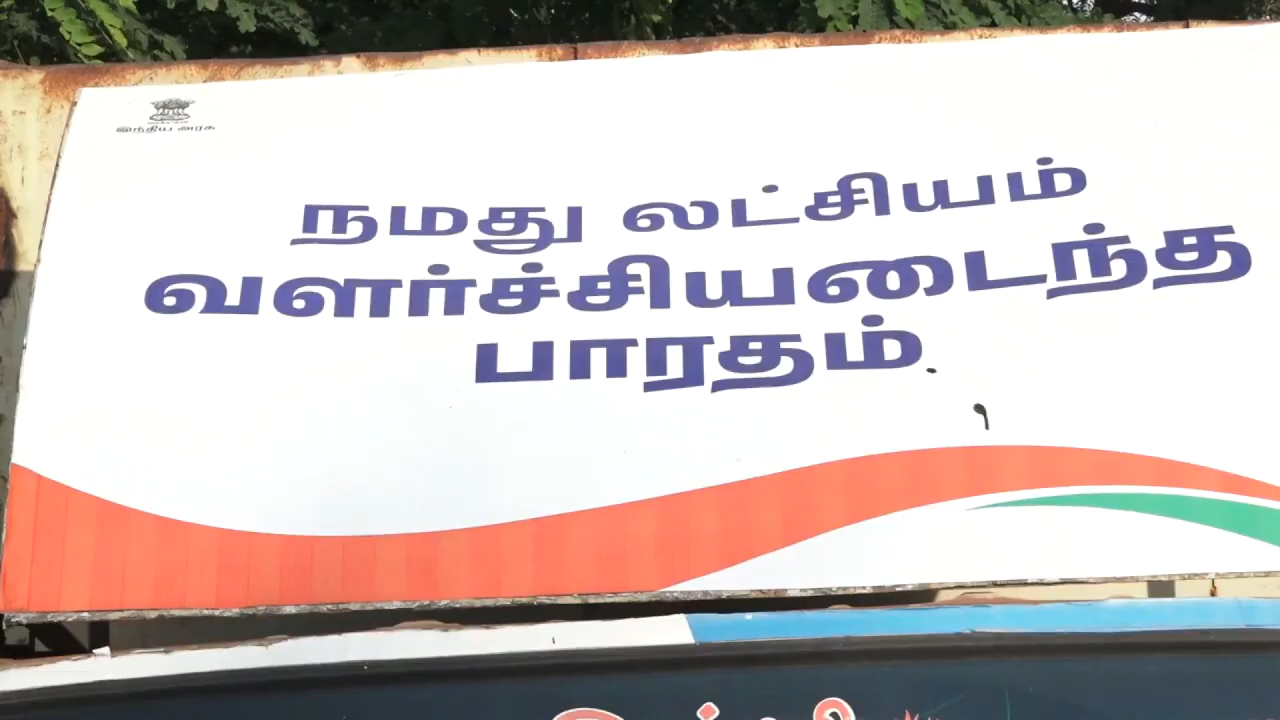 இந்திய அரசு
நமது லட்சியம்
வளர்ச்சியடைந்த
பாரதம்